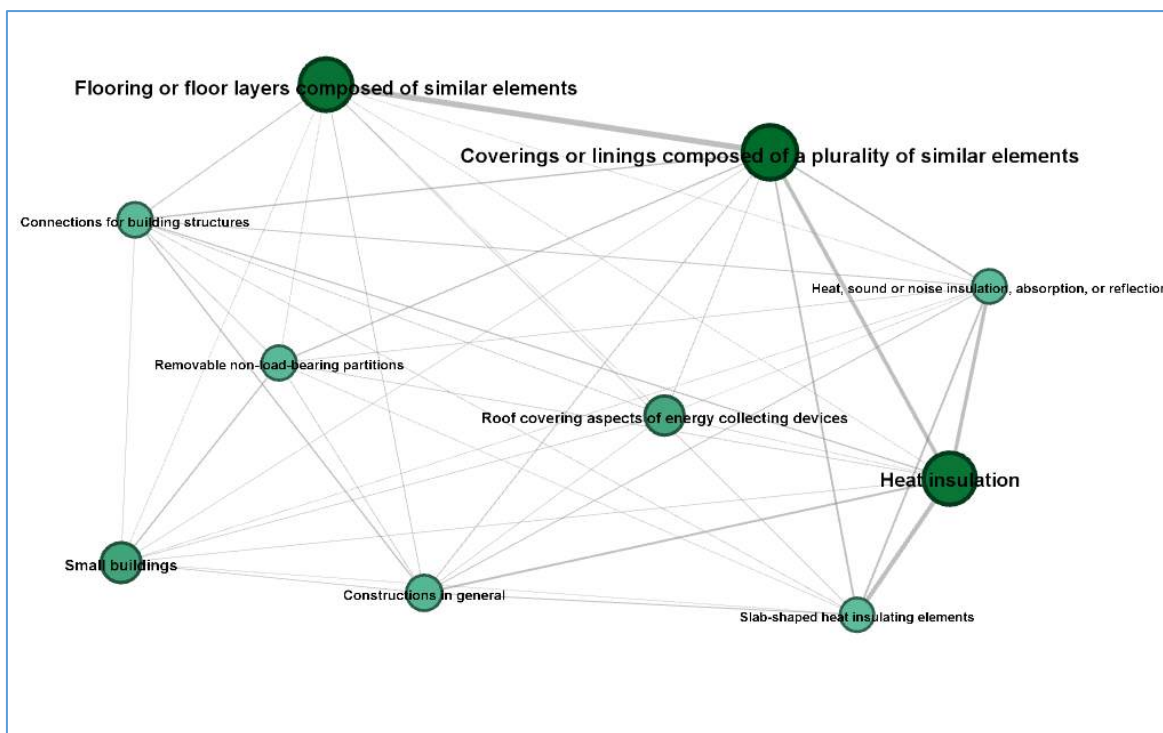 Flooring or floor layers composed of similar elements
Coverings or linings composed of a plurality of similar elements
Connections for building structures
Heat, sound or noise insulation, absorption, or reflection
Removable non-load-bearing partitions
Roof covering aspects of energy collecting devices
Heat insulation
Small buildings
Constructions in general
Slab-shaped heat insulating elements